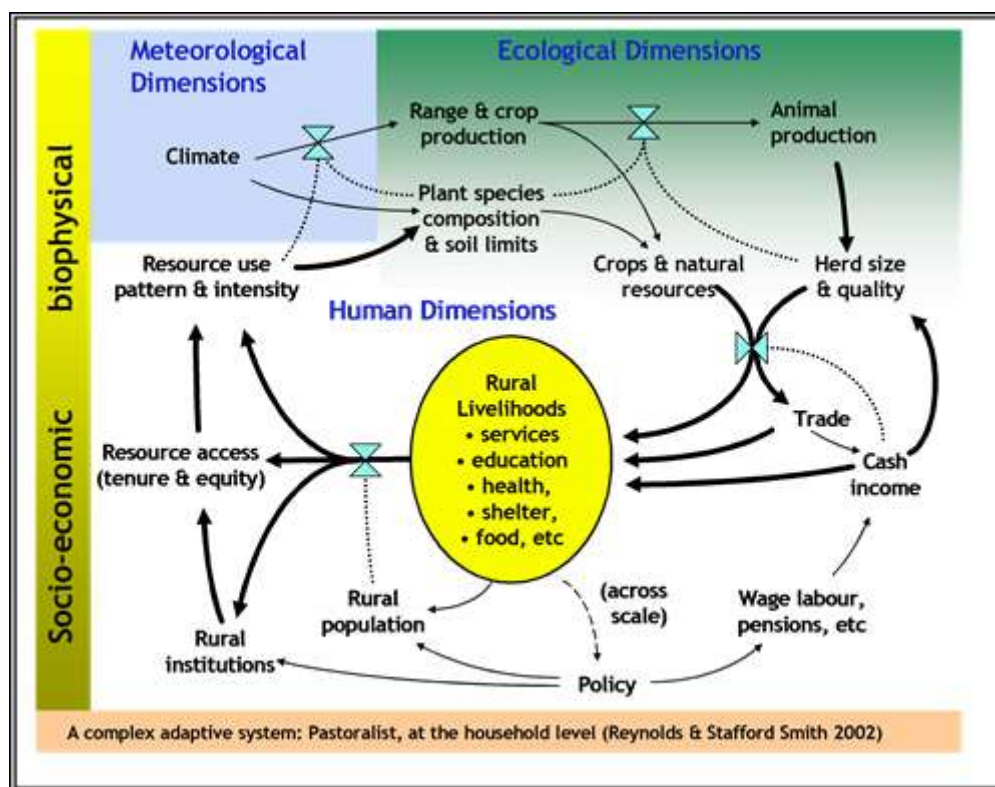 Meteorological
Dimensions
Ecological Dimensions
biophysical
Socio-economic
Climate
Range & crop
production
Animal
production
Plant species
composition
& soil limits
Resource use
pattern & intensity
Crops & natural
resources
Herd size
& quality
Human Dimensions
Rural
Livelihoods
• services
• education
• health,
• shelter,
• food, etc
Trade
Cash
income
Resource access
(tenure & equity)
Rural
population
(across
scale)
Wage labour,
pensions, etc
Rural
institutions
Policy
A complex adaptive system: Pastoralist, at the household level (Reynolds & Stafford Smith 2002)